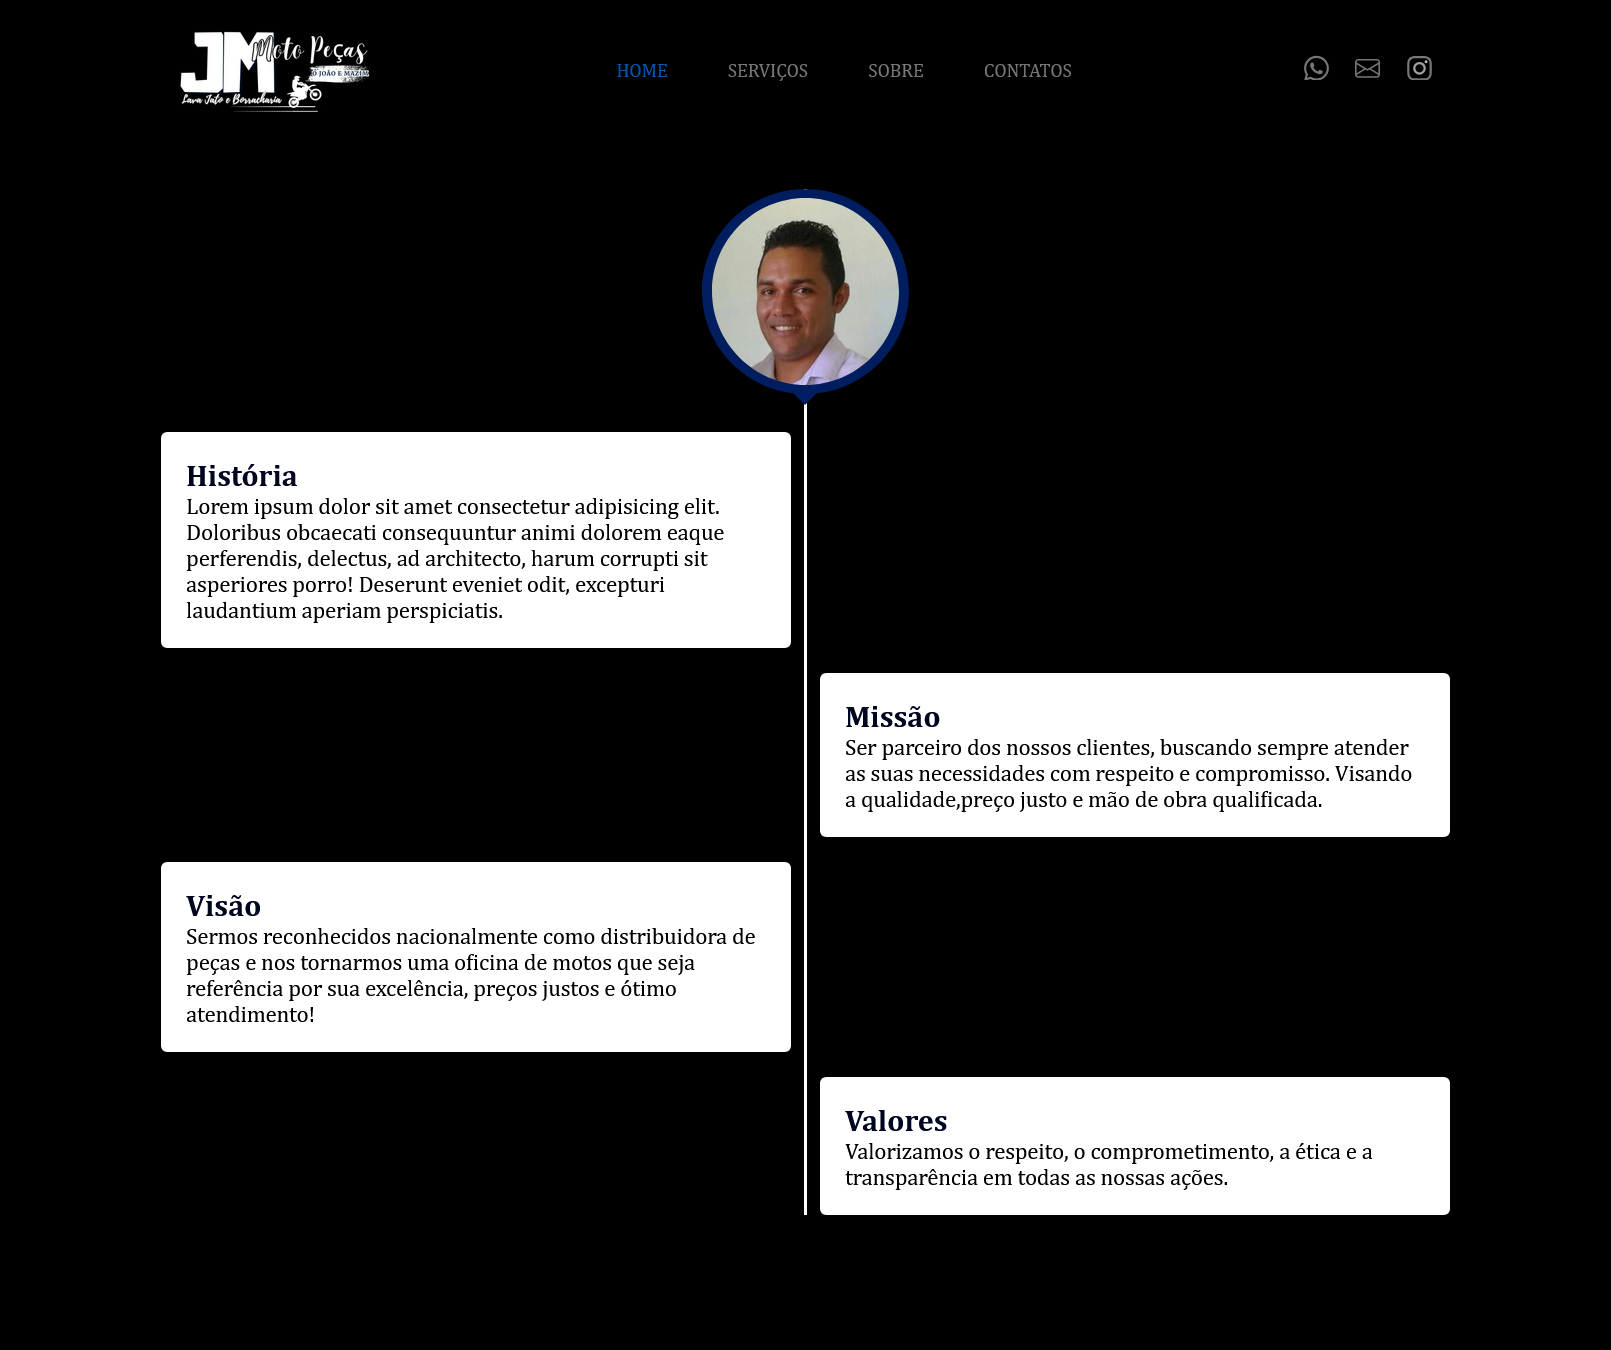 JM Moto Peças
O JOÃO E MAZIM
Lava Jato e Borracharia
HOME
SERVIÇOS
SOBRE
CONTATOS
História
Lorem ipsum dolor sit amet consectetur adipisicing elit.
Doloribus obcaecati consequuntur animi dolorem eaque
perferendis, delectus, ad architecto, harum corrupti sit
asperiores porro! Deserunt eveniet odit, excepturi
laudantium aperiam perspiciatis.
Missão
Ser parceiro dos nossos clientes, buscando sempre atender
as suas necessidades com respeito e compromisso. Visando
a qualidade,preço justo e mão de obra qualificada.
Visão
Sermos reconhecidos nacionalmente como distribuidora de
peças e nos tornarmos uma oficina de motos que seja
referência por sua excelência, preços justos e ótimo
atendimento!
Valores
Valorizamos o respeito, o comprometimento, a ética e a
transparência em todas as nossas ações.